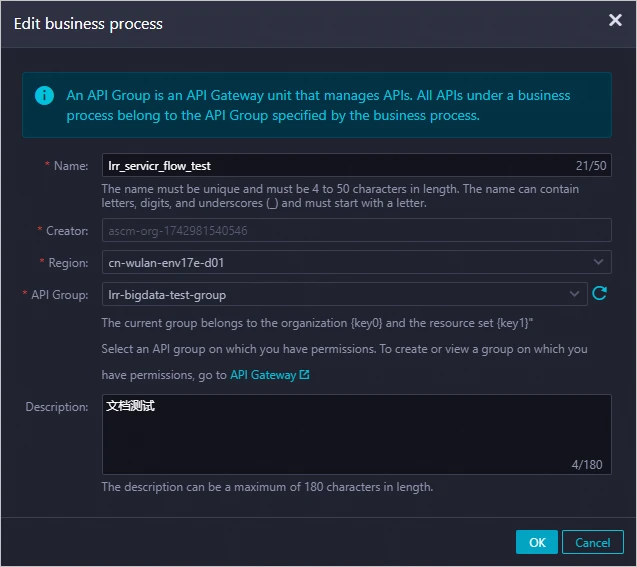 Edit business process
An API Group is an API Gateway unit that manages APIs. All APIs under a business
process belong to the API Group specified by the business process.
* Name: lrr_servicr_flow_test 21/50
The name must be unique and must be 4 to 50 characters in length. The name can contain
letters, digits, and underscores (_) and must start with a letter.
* Creator: ascm-org-1742981540546
* Region: cn-wulan-env17e-d01
* API Group: lrr-bigdata-test-group
The current group belongs to the organization {key0} and the resource set {key1}"
Select an API group on which you have permissions. To create or view a group on which you
have permissions, go to API Gateway
Description: 文档测试
4/180
The description can be a maximum of 180 characters in length.
OK Cancel